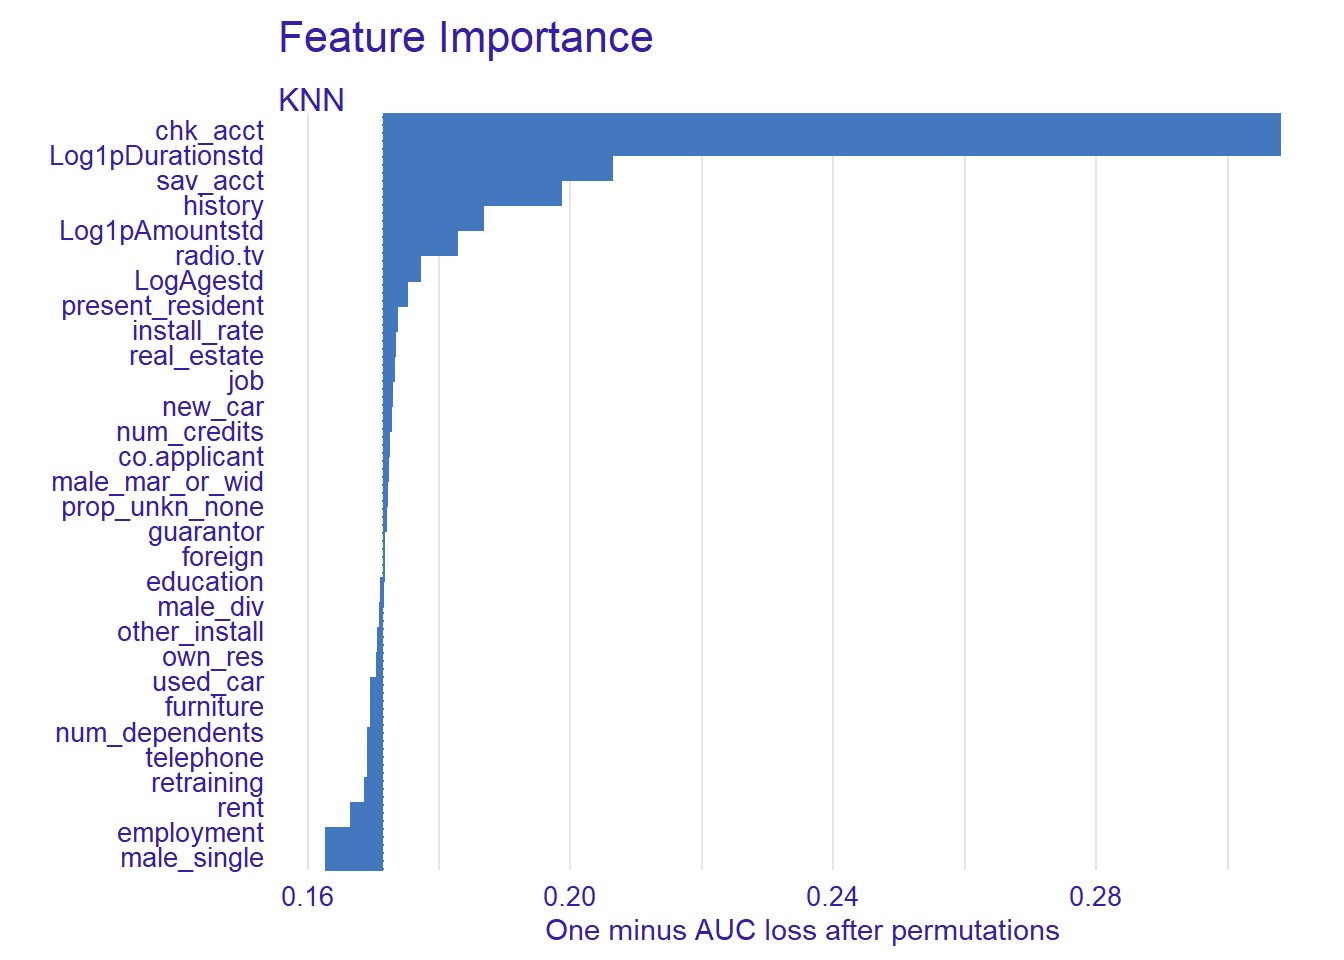 Feature Importance
KNN
chk_acct
Log1pDurationstd
sav_acct
history
Log1pAmountstd
radio.tv
LogAgestd
present_resident
install_rate
real_estate
job
new_car
num_credits
co.applicant
male_mar_or_wid
prop_unkn_none
guarantor
foreign
education
male_div
other_install
own_res
used_car
furniture
num_dependents
telephone
retraining
rent
employment
male_single
0.16 0.20 0.24 0.28
One minus AUC loss after permutations